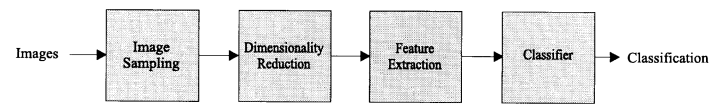 Images
Image
Sampling
Dimensionality
Reduction
Feature
Extraction
Classifier
Classification